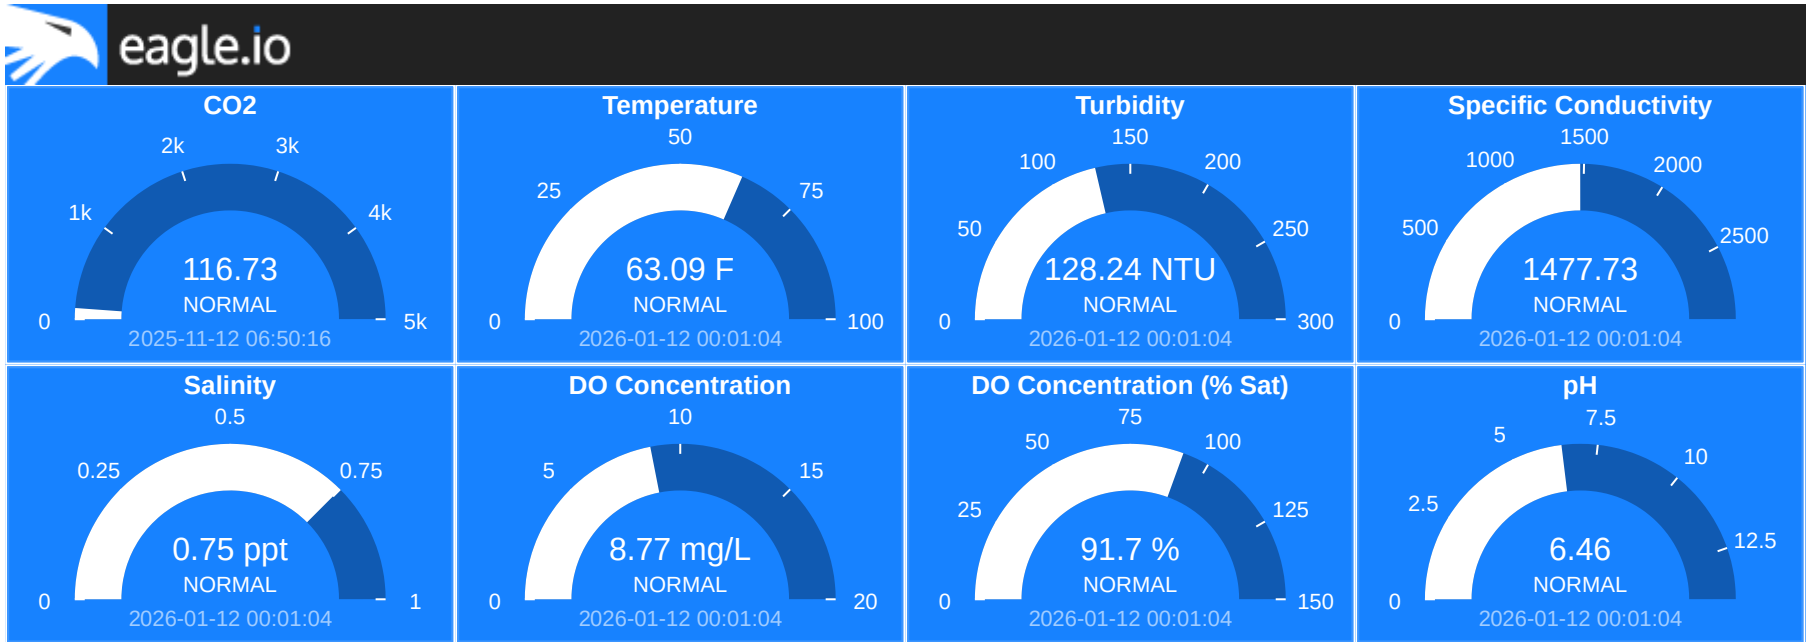 eagle.io
CO2
0
1k
2k
3k
4k
5k
116.73
NORMAL
2025-11-12 06:50:16
Temperature
0
25
50
75
100
63.09 F
NORMAL
2026-01-12 00:01:04
Turbidity
0
50
100
150
200
250
300
128.24 NTU
NORMAL
2026-01-12 00:01:04
Specific Conductivity
0
500
1000
1500
2000
2500
1477.73
NORMAL
2026-01-12 00:01:04
Salinity
0
0.25
0.5
0.75
1
0.75 ppt
NORMAL
2026-01-12 00:01:04
DO Concentration
0
5
10
15
20
8.77 mg/L
NORMAL
2026-01-12 00:01:04
DO Concentration (% Sat)
0
25
50
75
100
125
150
91.7 %
NORMAL
2026-01-12 00:01:04
pH
0
2.5
5
7.5
10
12.5
6.46
NORMAL
2026-01-12 00:01:04